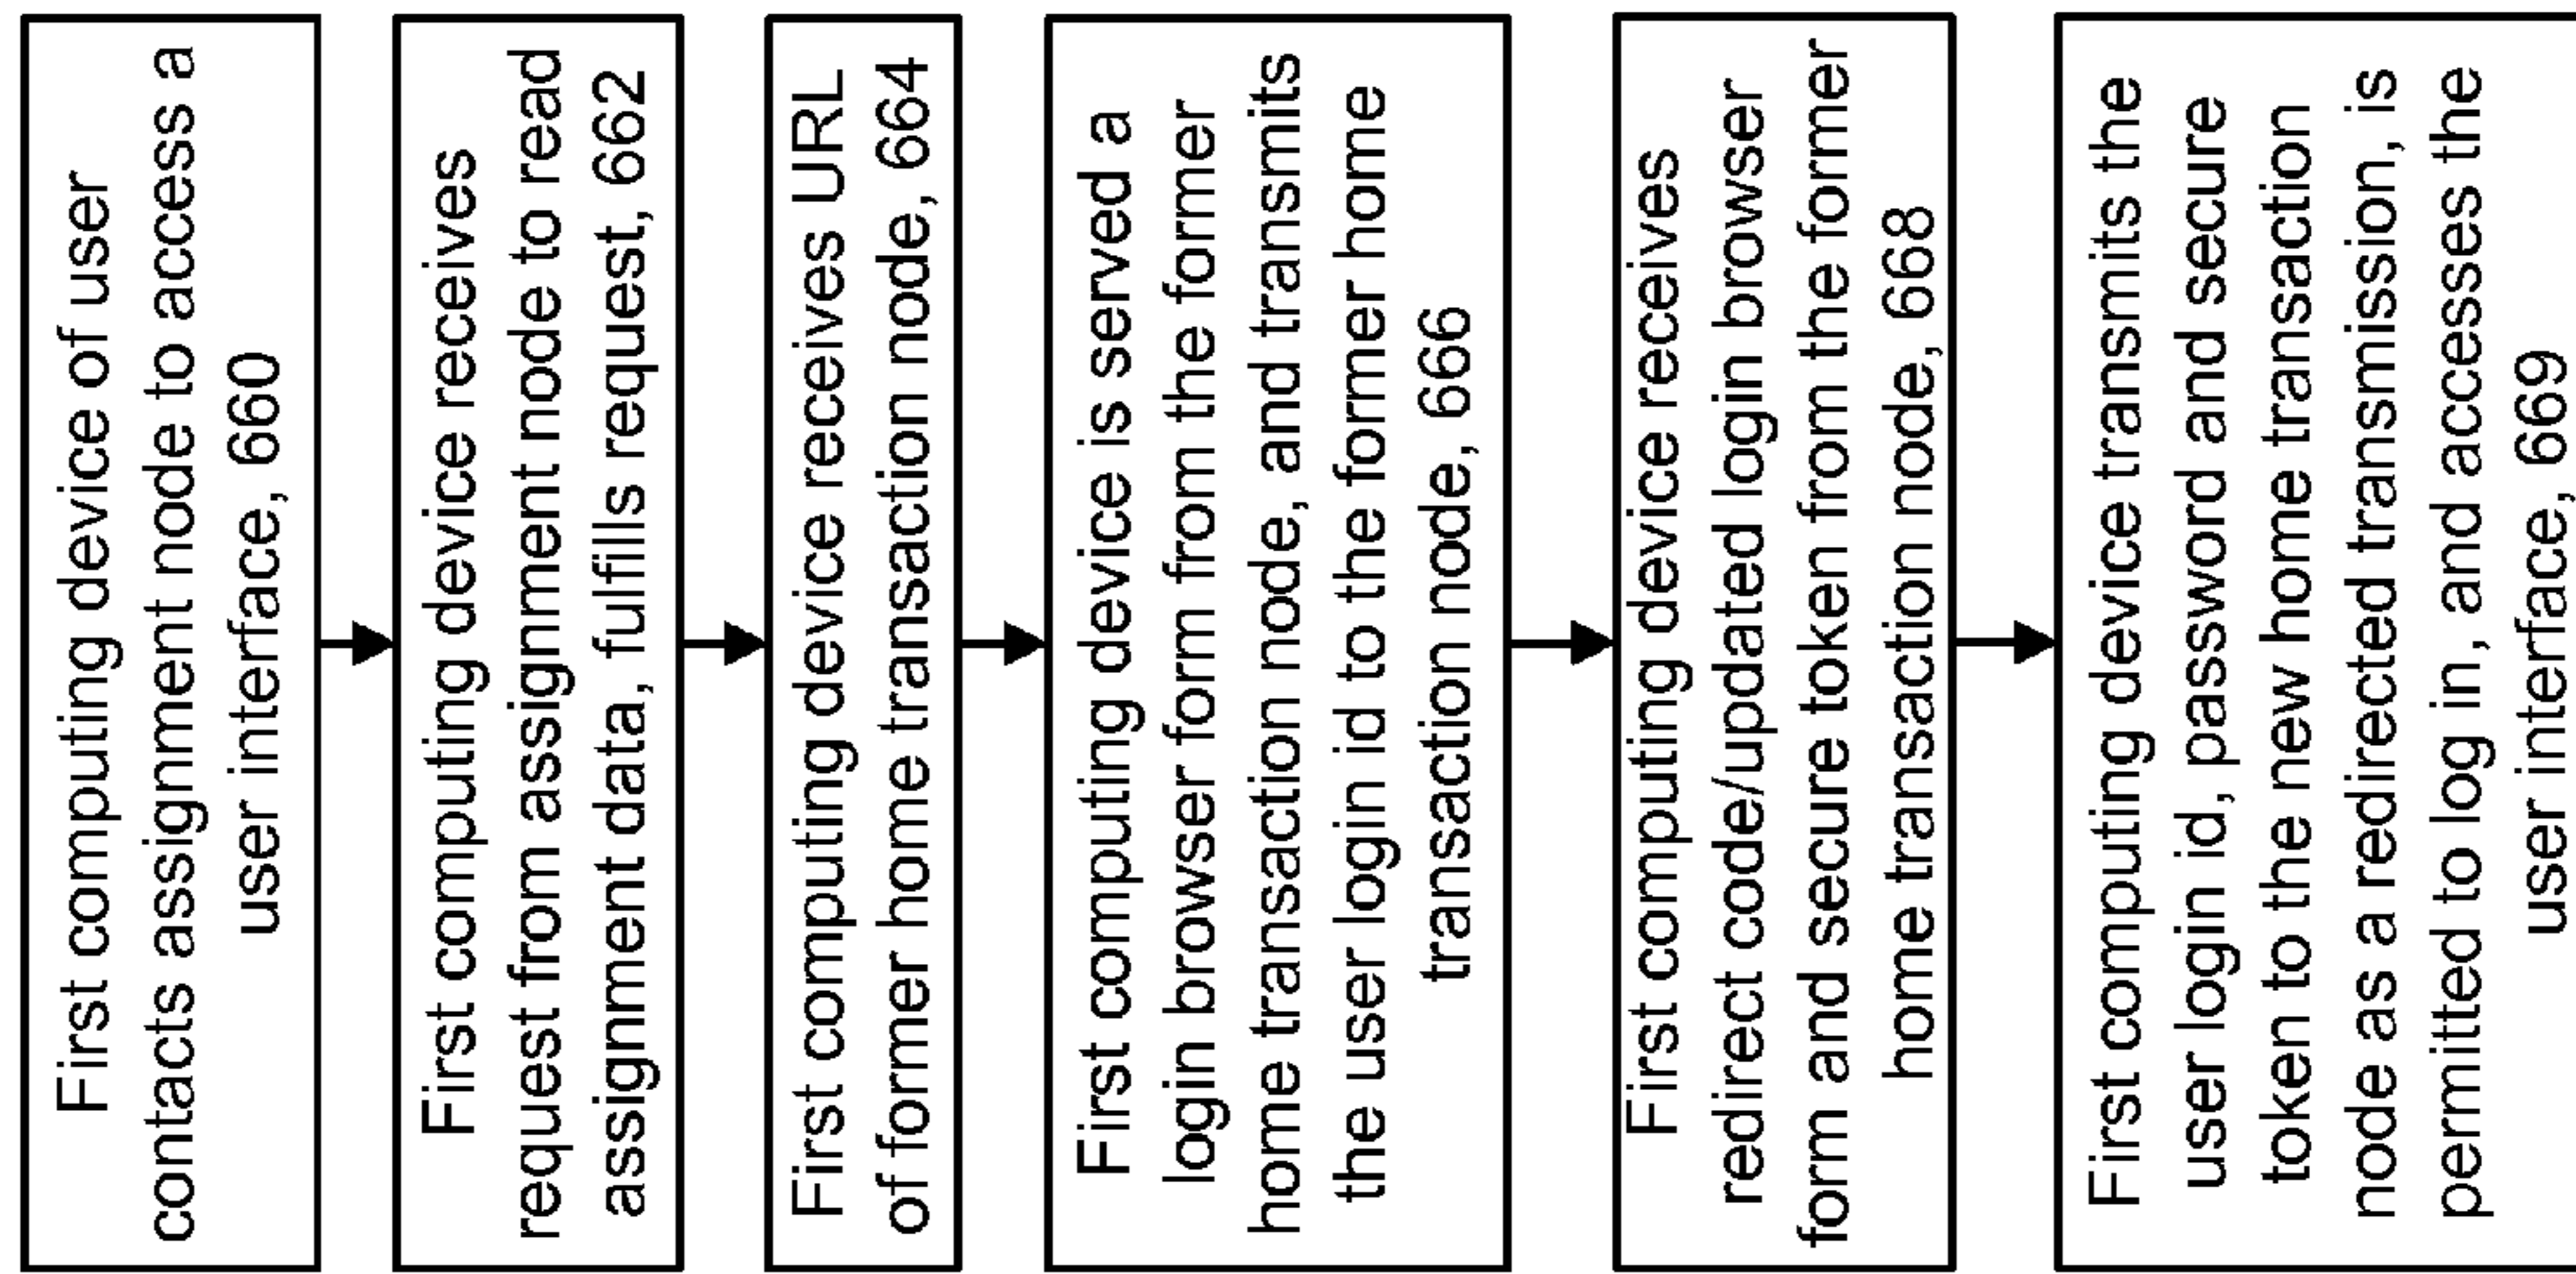 First computing device of user
contacts assignment node to access a
user interface, 660
First computing device receives
request from assignment node to read
assignment data, fulfills request, 662
First computing device receives URL
of former home transaction node, 664
First computing device is served a
login browser form from the former
home transaction node, and transmits
the user login id to the former home
transaction node, 666
First computing device receives
redirect code/updated login browser
form and secure token from the former
home transaction node, 668
First computing device transmits the
user login id, password and secure
token to the new home transaction
node as a redirected transmission, is
permitted to log in, and accesses the
user interface, 669